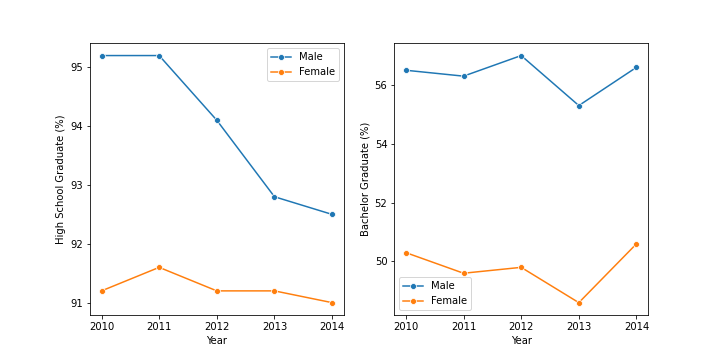 High School Graduate (%)
95
94
93
92
91
2010 2011 2012 2013 2014
Year
Male
Female
Bachelor Graduate (%)
56
54
52
50
2010 2011 2012 2013 2014
Year
Male
Female